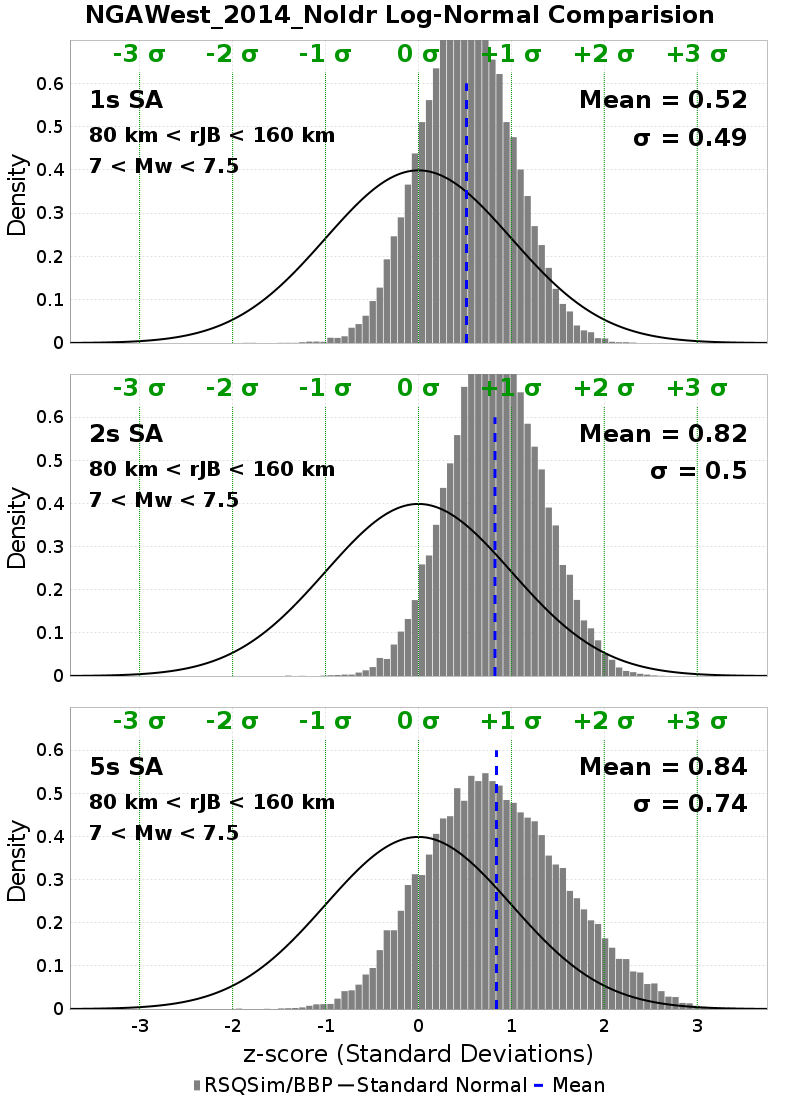 NGAWest_2014_NoIdr Log-Normal Comparision
-3 σ -2 σ -1 σ 0 σ +1 σ +2 σ +3 σ
1s SA
80 km < rJB < 160 km
7 < Mw < 7.5
Mean = 0.52
σ = 0.49
Density
0.6
0.5
0.4
0.3
0.2
0.1
0
-3 σ -2 σ -1 σ 0 σ +1 σ +2 σ +3 σ
2s SA
80 km < rJB < 160 km
7 < Mw < 7.5
Mean = 0.82
σ = 0.5
Density
0.6
0.5
0.4
0.3
0.2
0.1
0
-3 σ -2 σ -1 σ 0 σ +1 σ +2 σ +3 σ
5s SA
80 km < rJB < 160 km
7 < Mw < 7.5
Mean = 0.84
σ = 0.74
Density
0.6
0.5
0.4
0.3
0.2
0.1
0
-3 -2 -1 0 1 2 3
z-score (Standard Deviations)
RSQSim/BBP Standard Normal Mean